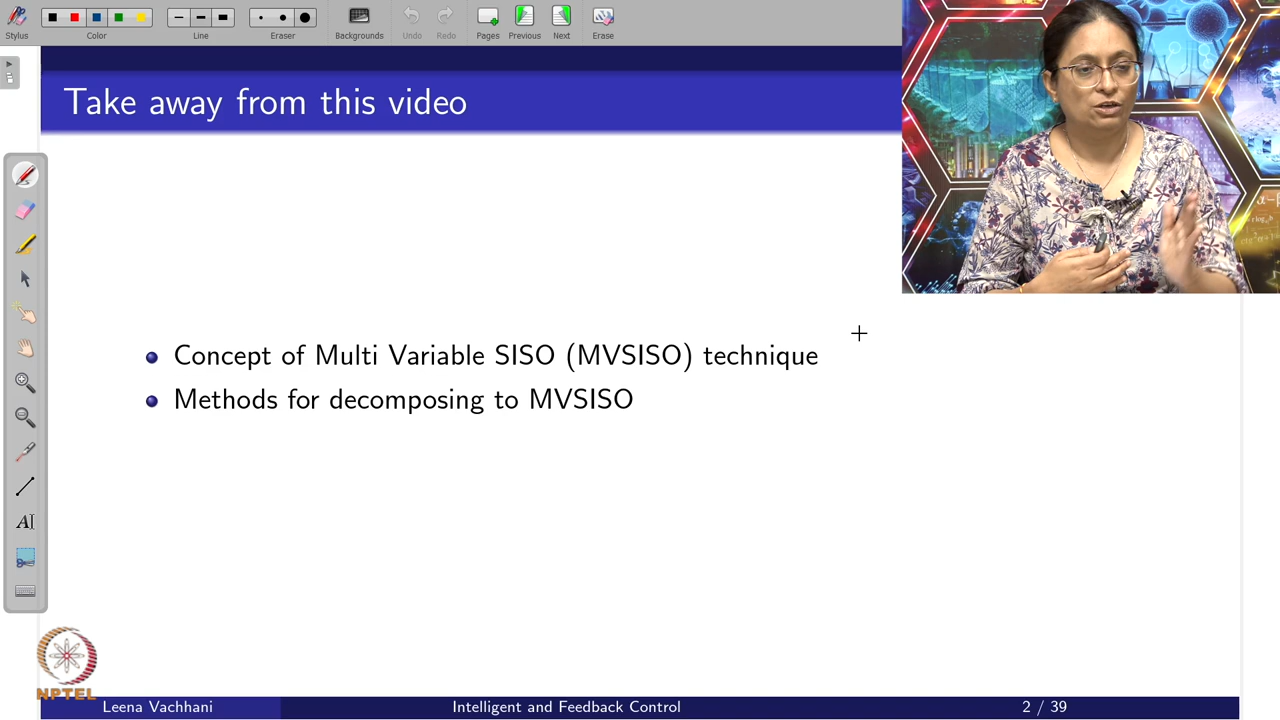 Stylus
Color
Line
Eraser
Backgrounds
Undo
Redo
Pages
Previous
Next
Erase
Take away from this video
Concept of Multi Variable SISO (MVSISO) technique
Methods for decomposing to MVSISO
NPTEL
Leena Vachhani
Intelligent and Feedback Control
2 / 39